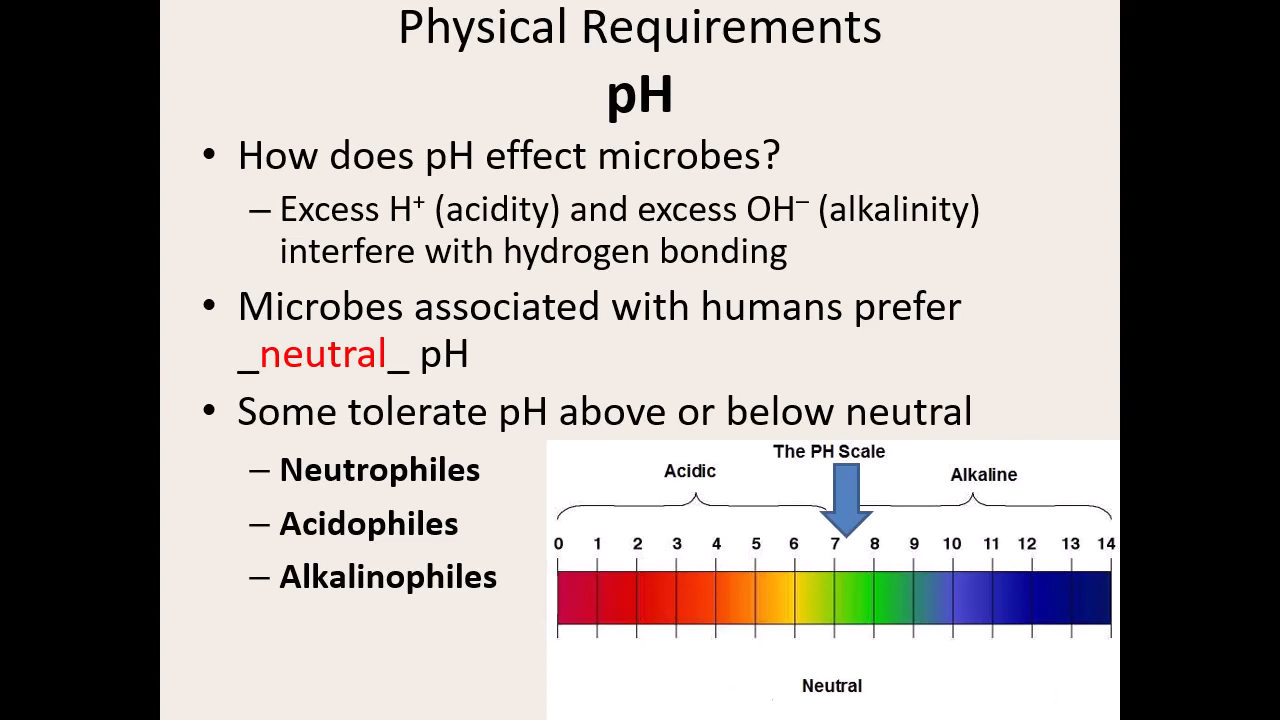 Physical Requirements
pH
• How does pH effect microbes?
– Excess H⁺ (acidity) and excess OH⁻ (alkalinity)
interfere with hydrogen bonding
• Microbes associated with humans prefer
_neutral_ pH
• Some tolerate pH above or below neutral
– Neutrophiles
– Acidophiles
– Alkalinophiles
The PH Scale
Acidic
Alkaline
0 1 2 3 4 5 6 7 8 9 10 11 12 13 14
Neutral